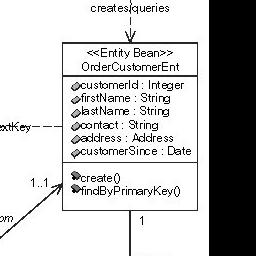 creates/queries
<<Entity Bean>>
OrderCustomerEnt
customerId : Integer
firstName : String
lastName : String
contact : String
address : Address
customerSince : Date
extKey
1..1
create()
findByPrimaryKey()
om
1